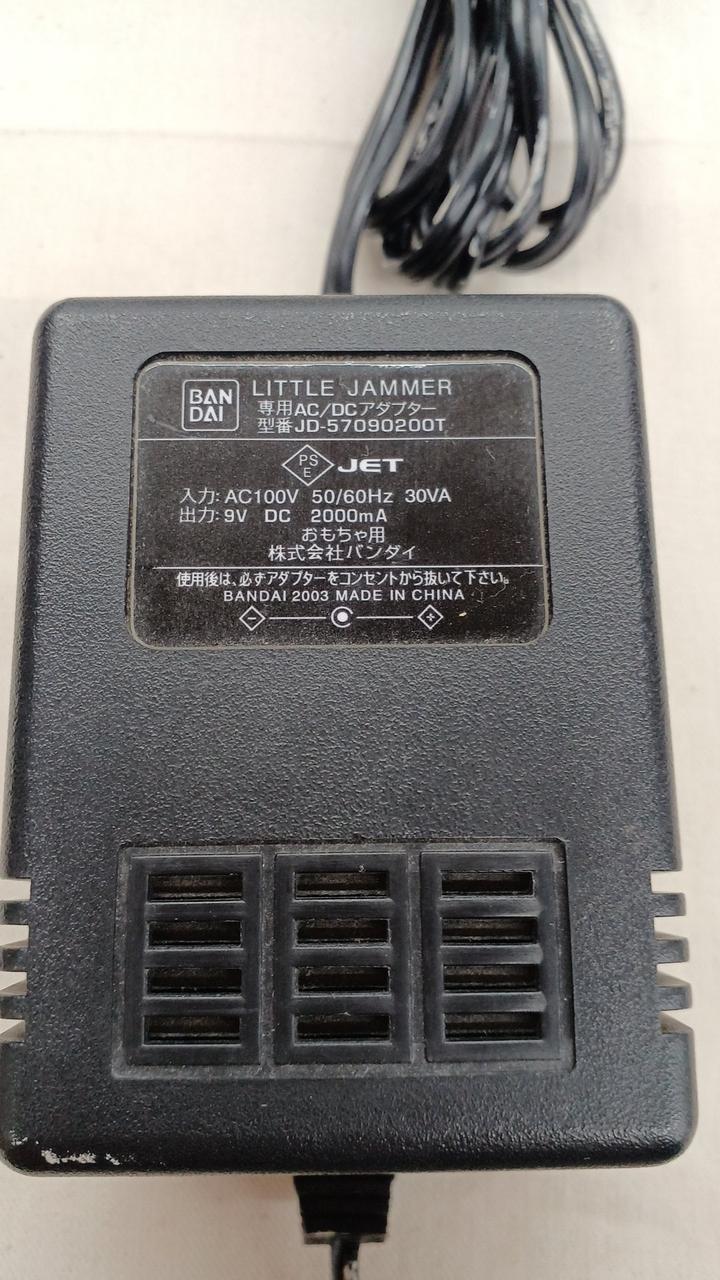 BAN
DAI
LITTLE JAMMER
専用AC/DCアダプター
型番JD-57090200T
PS
E
JET
入力: AC100V 50/60Hz 30VA
出力: 9V DC 2000mA
おもちゃ用
株式会社バンダイ
使用後は、必ずアダプターをコンセントから抜いて下さい。
BANDAI 2003 MADE IN CHINA